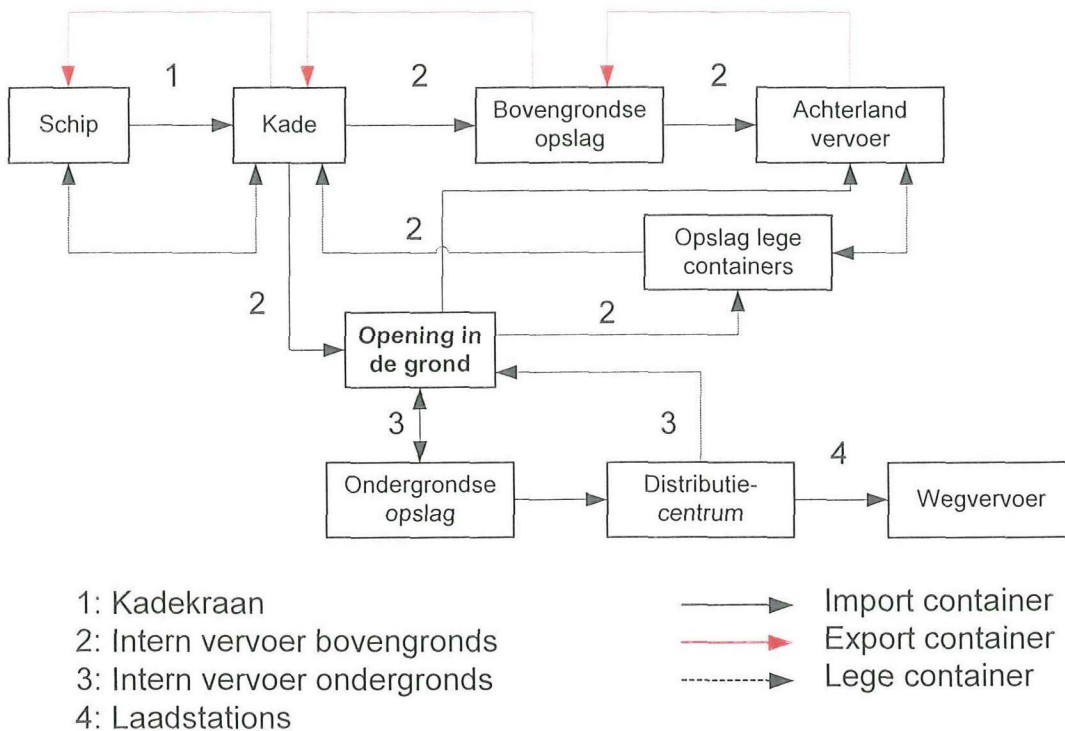 1
2
2
Schip
Kade
Bovengrondse
opslag
Achterland
vervoer
2
Opslag lege
containers
2
2
Opening in
de grond
3
3
4
Ondergrondse
opslag
Distributie-
centrum
Wegvervoer
1: Kadekraan
2: Intern vervoer bovengronds
3: Intern vervoer ondergronds
4: Laadstations
Import container
Export container
Lege container